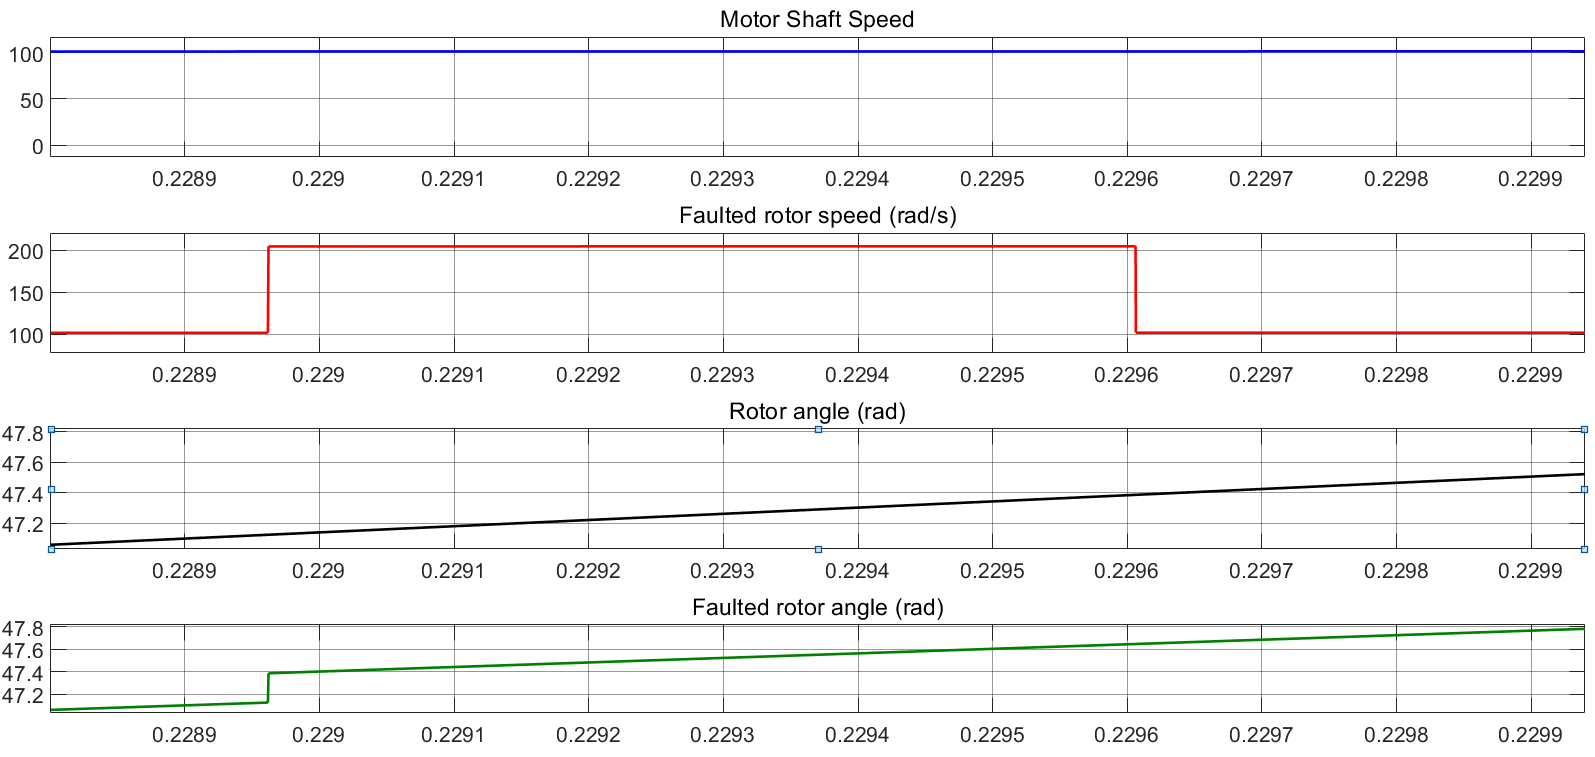 Motor Shaft Speed
100
50
0
0.2289 0.229 0.2291 0.2292 0.2293 0.2294 0.2295 0.2296 0.2297 0.2298 0.2299
Faulted rotor speed (rad/s)
200
150
100
0.2289 0.229 0.2291 0.2292 0.2293 0.2294 0.2295 0.2296 0.2297 0.2298 0.2299
Rotor angle (rad)
47.8
47.6
47.4
47.2
0.2289 0.229 0.2291 0.2292 0.2293 0.2294 0.2295 0.2296 0.2297 0.2298 0.2299
Faulted rotor angle (rad)
47.8
47.6
47.4
47.2
0.2289 0.229 0.2291 0.2292 0.2293 0.2294 0.2295 0.2296 0.2297 0.2298 0.2299